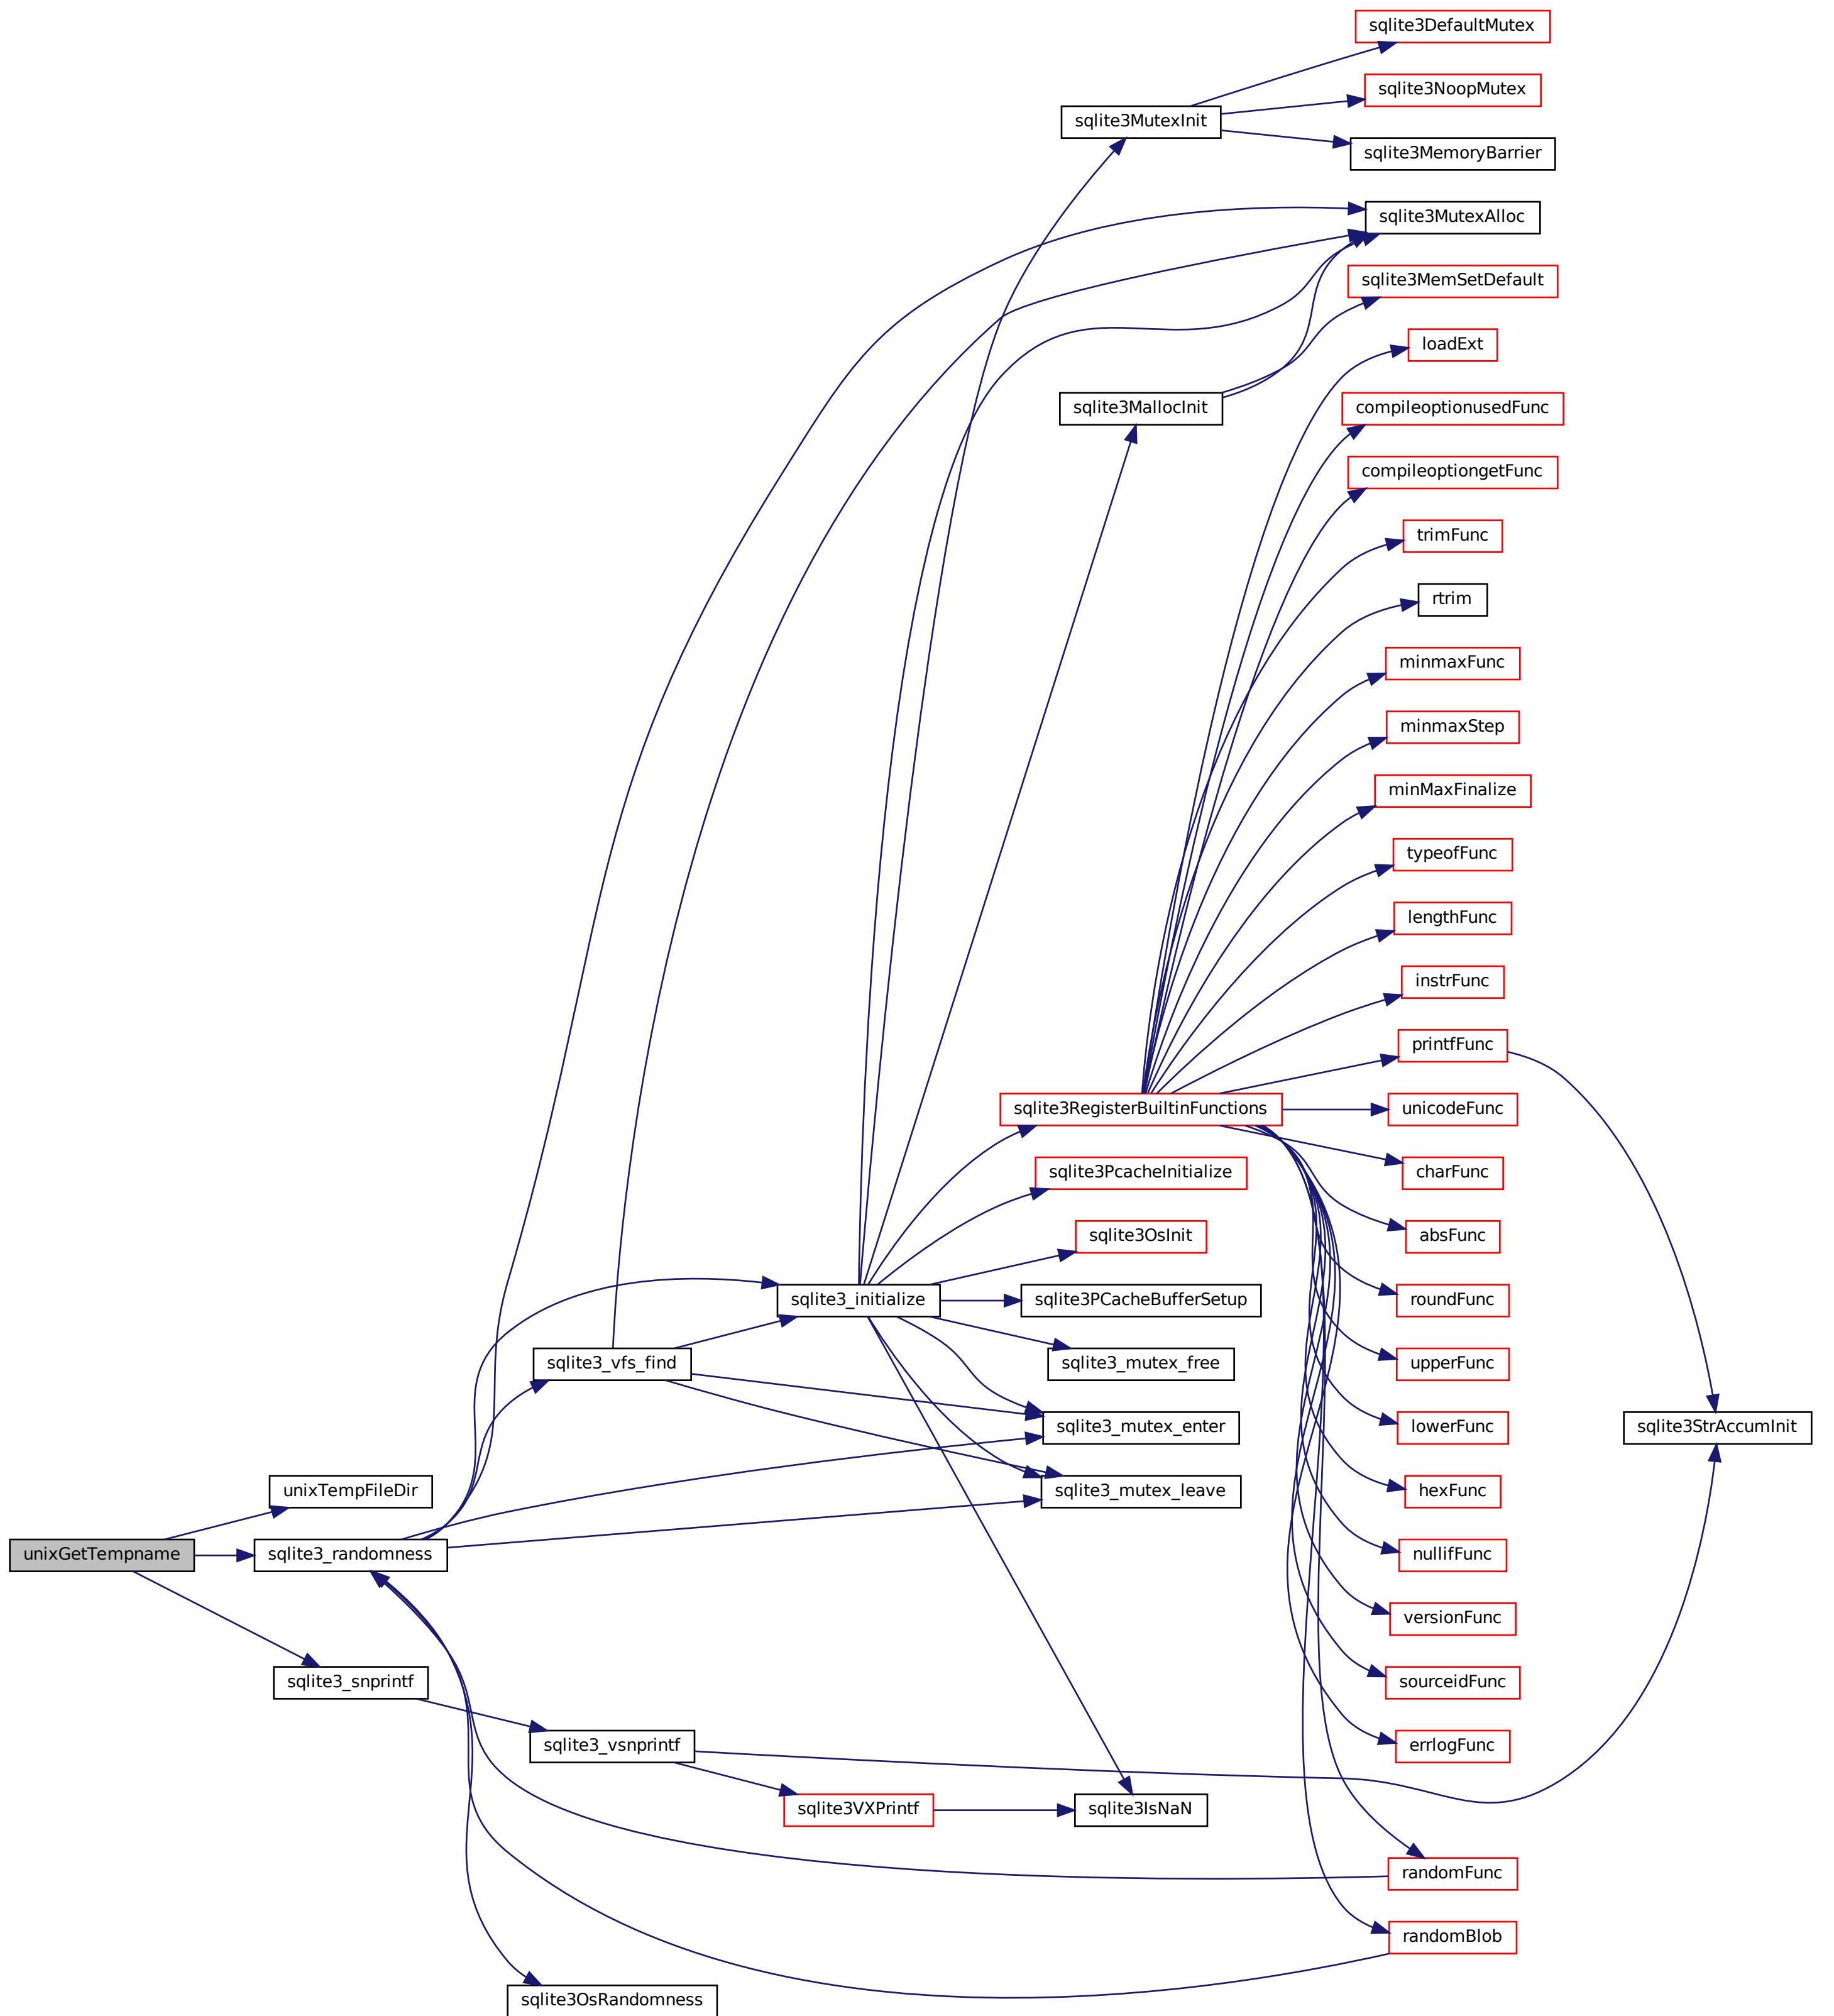 sqlite3DefaultMutex
sqlite3NoopMutex
sqlite3MutexInit
sqlite3MemoryBarrier
sqlite3MutexAlloc
sqlite3MemSetDefault
loadExt
sqlite3MallocInit
compileoptionusedFunc
compileoptiongetFunc
trimFunc
rtrim
minmaxFunc
minmaxStep
minMaxFinalize
typeofFunc
lengthFunc
instrFunc
printfFunc
sqlite3RegisterBuiltinFunctions
unicodeFunc
sqlite3PcacheInitialize
charFunc
sqlite3OsInit
absFunc
sqlite3_initialize
sqlite3PCacheBufferSetup
roundFunc
sqlite3_vfs_find
sqlite3_mutex_free
upperFunc
sqlite3_mutex_enter
lowerFunc
sqlite3StrAccumInit
unixTempFileDir
sqlite3_mutex_leave
hexFunc
unixGetTempname
sqlite3_randomness
nullifFunc
versionFunc
sqlite3_snprintf
sourceidFunc
sqlite3_vsnprintf
errlogFunc
sqlite3VXPrintf
sqlite3IsNaN
randomFunc
randomBlob
sqlite3OsRandomness